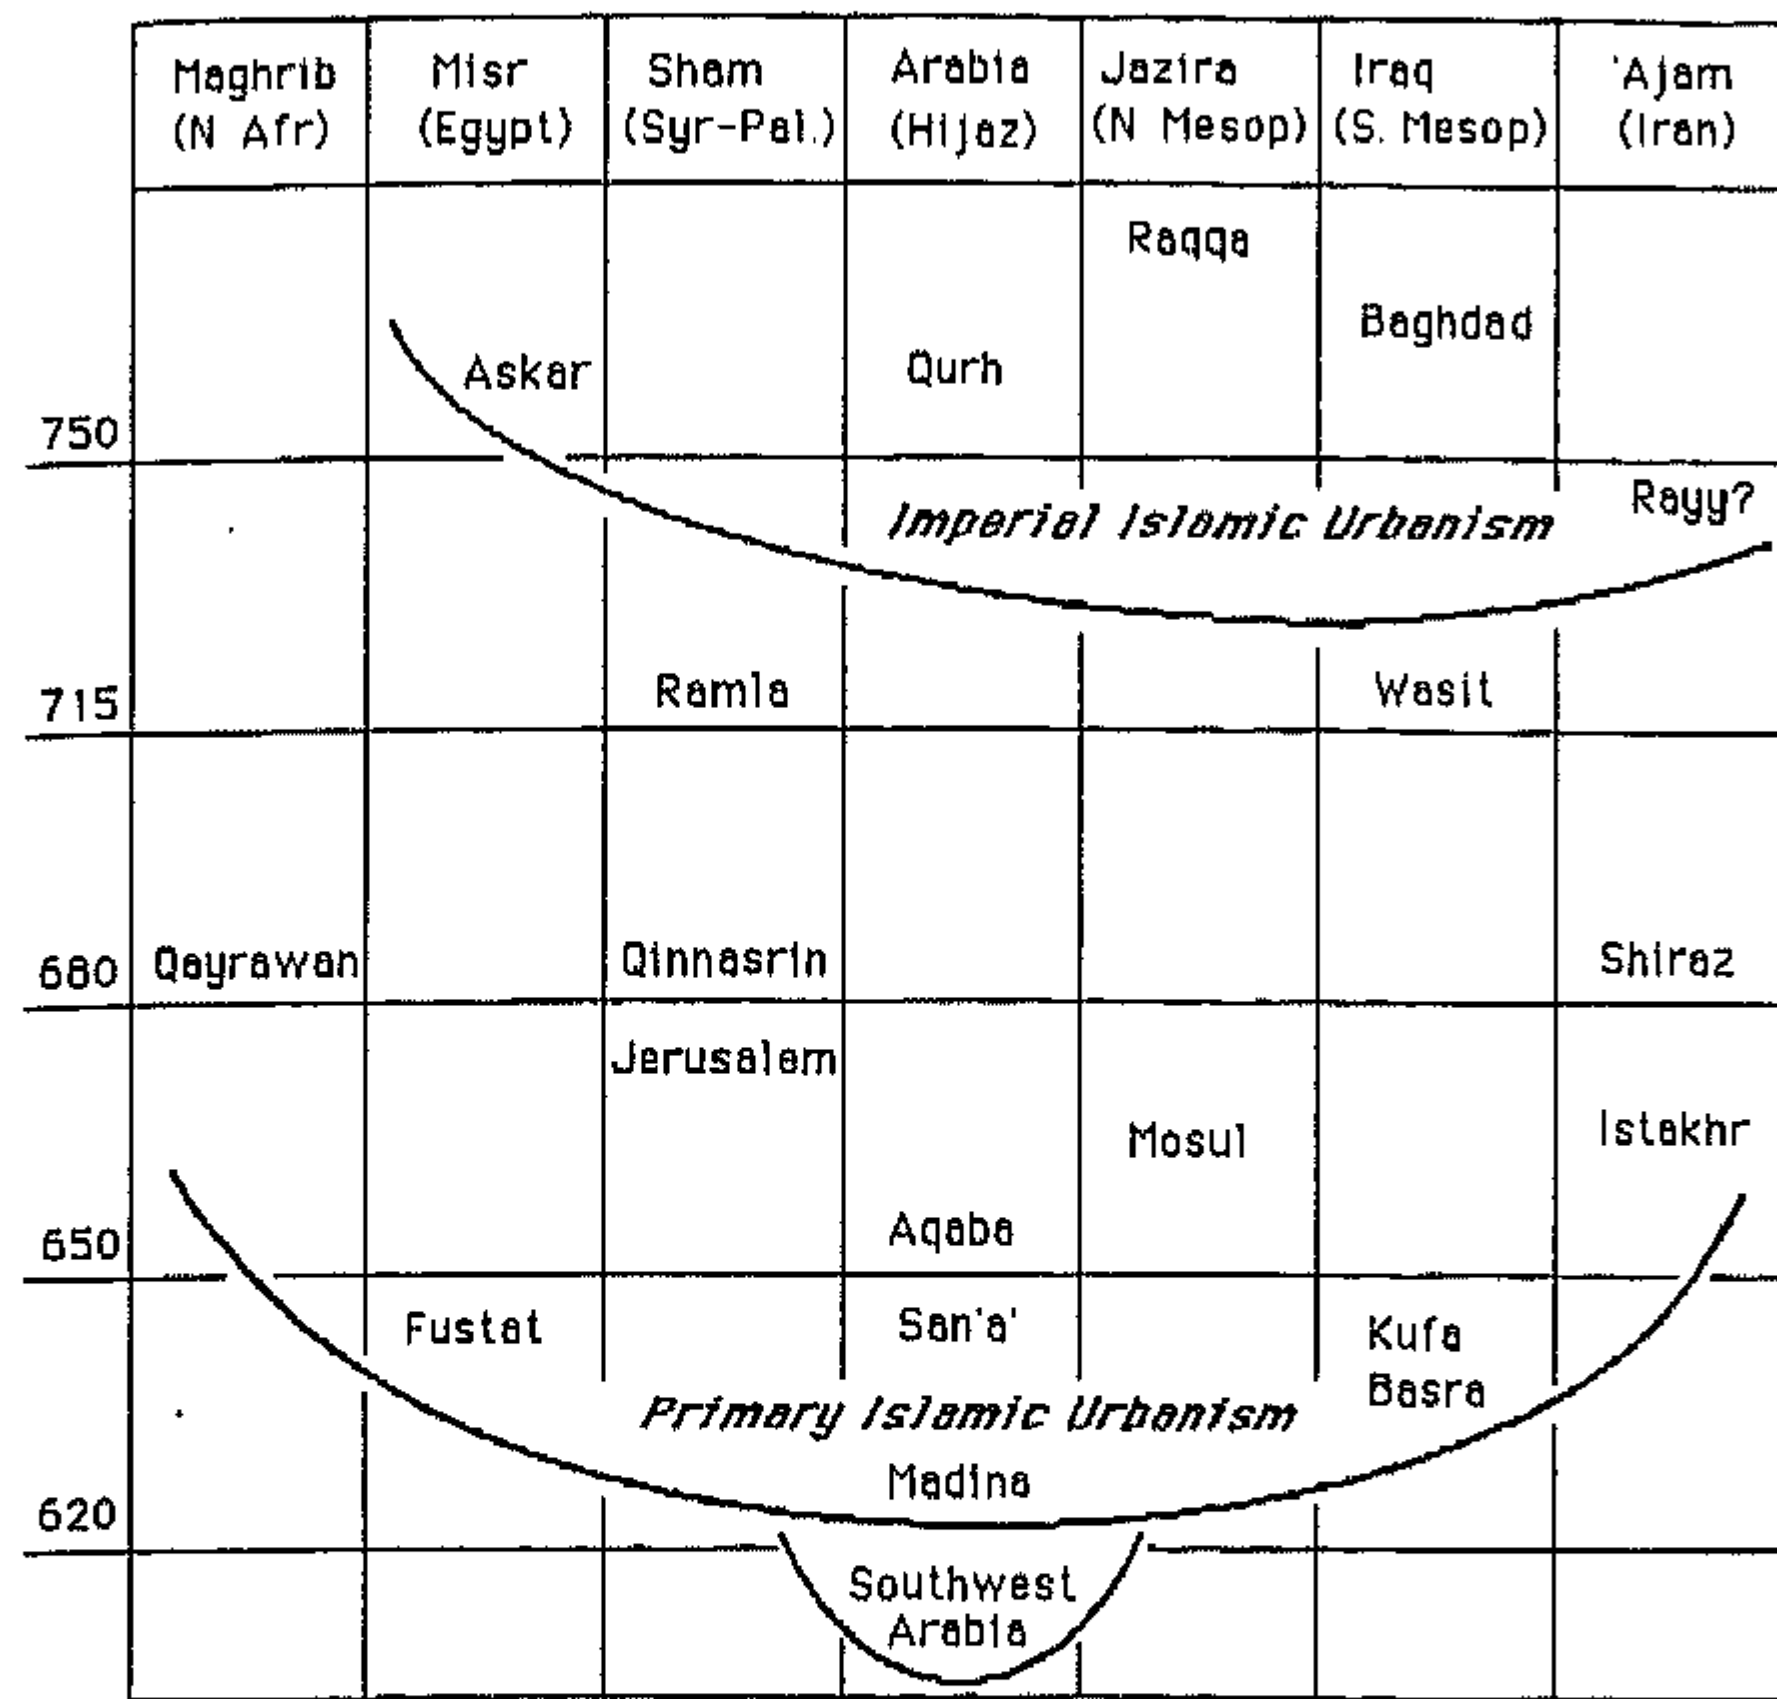 Maghrib
(N Afr)
Misr
(Egypt)
Sham
(Syr-Pal.)
Arabia
(Hijaz)
Jazira
(N Mesop)
Iraq
(S. Mesop)
'Ajam
(Iran)
Raqqa
Baghdad
Askar
Qurh
750
Rayy?
Imperial Islamic Urbanism
Ramla
Wasit
715
Qayrawan
Qinnasrin
Shiraz
680
Jerusalem
Istakhr
Mosul
Aqaba
650
Fustat
San'a'
Kufa
Basra
Primary Islamic Urbanism
Madina
620
Southwest
Arabia